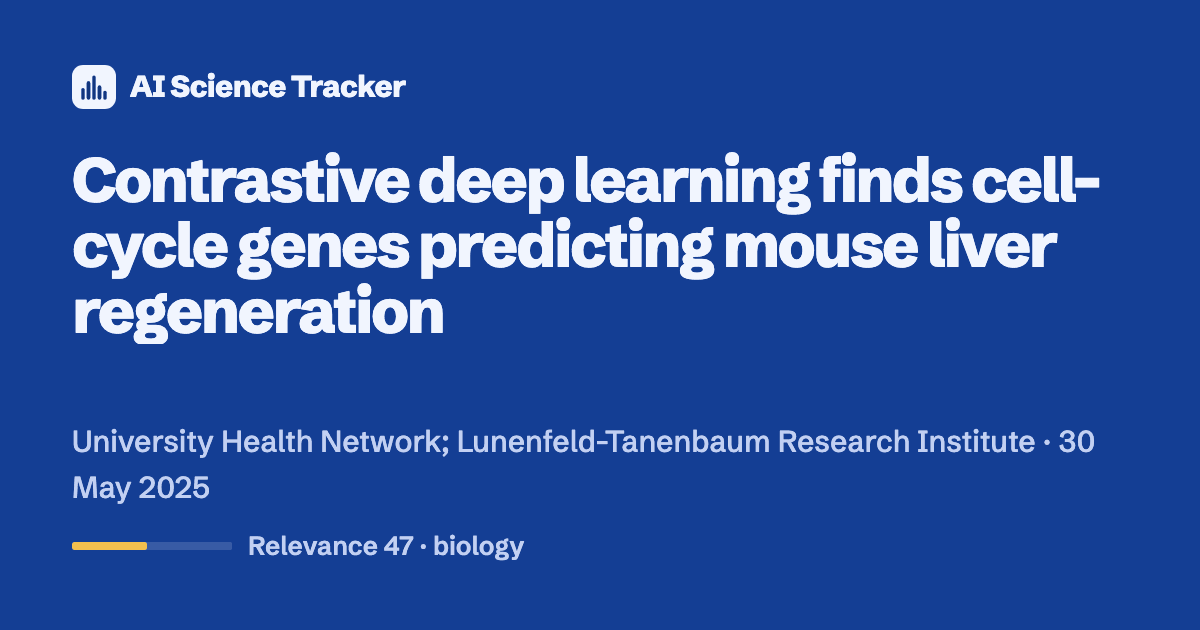 AI Science Tracker
Contrastive deep learning finds cell-
cycle genes predicting mouse liver
regeneration
University Health Network; Lunenfeld-Tanenbaum Research Institute · 30
May 2025
Relevance 47 · biology